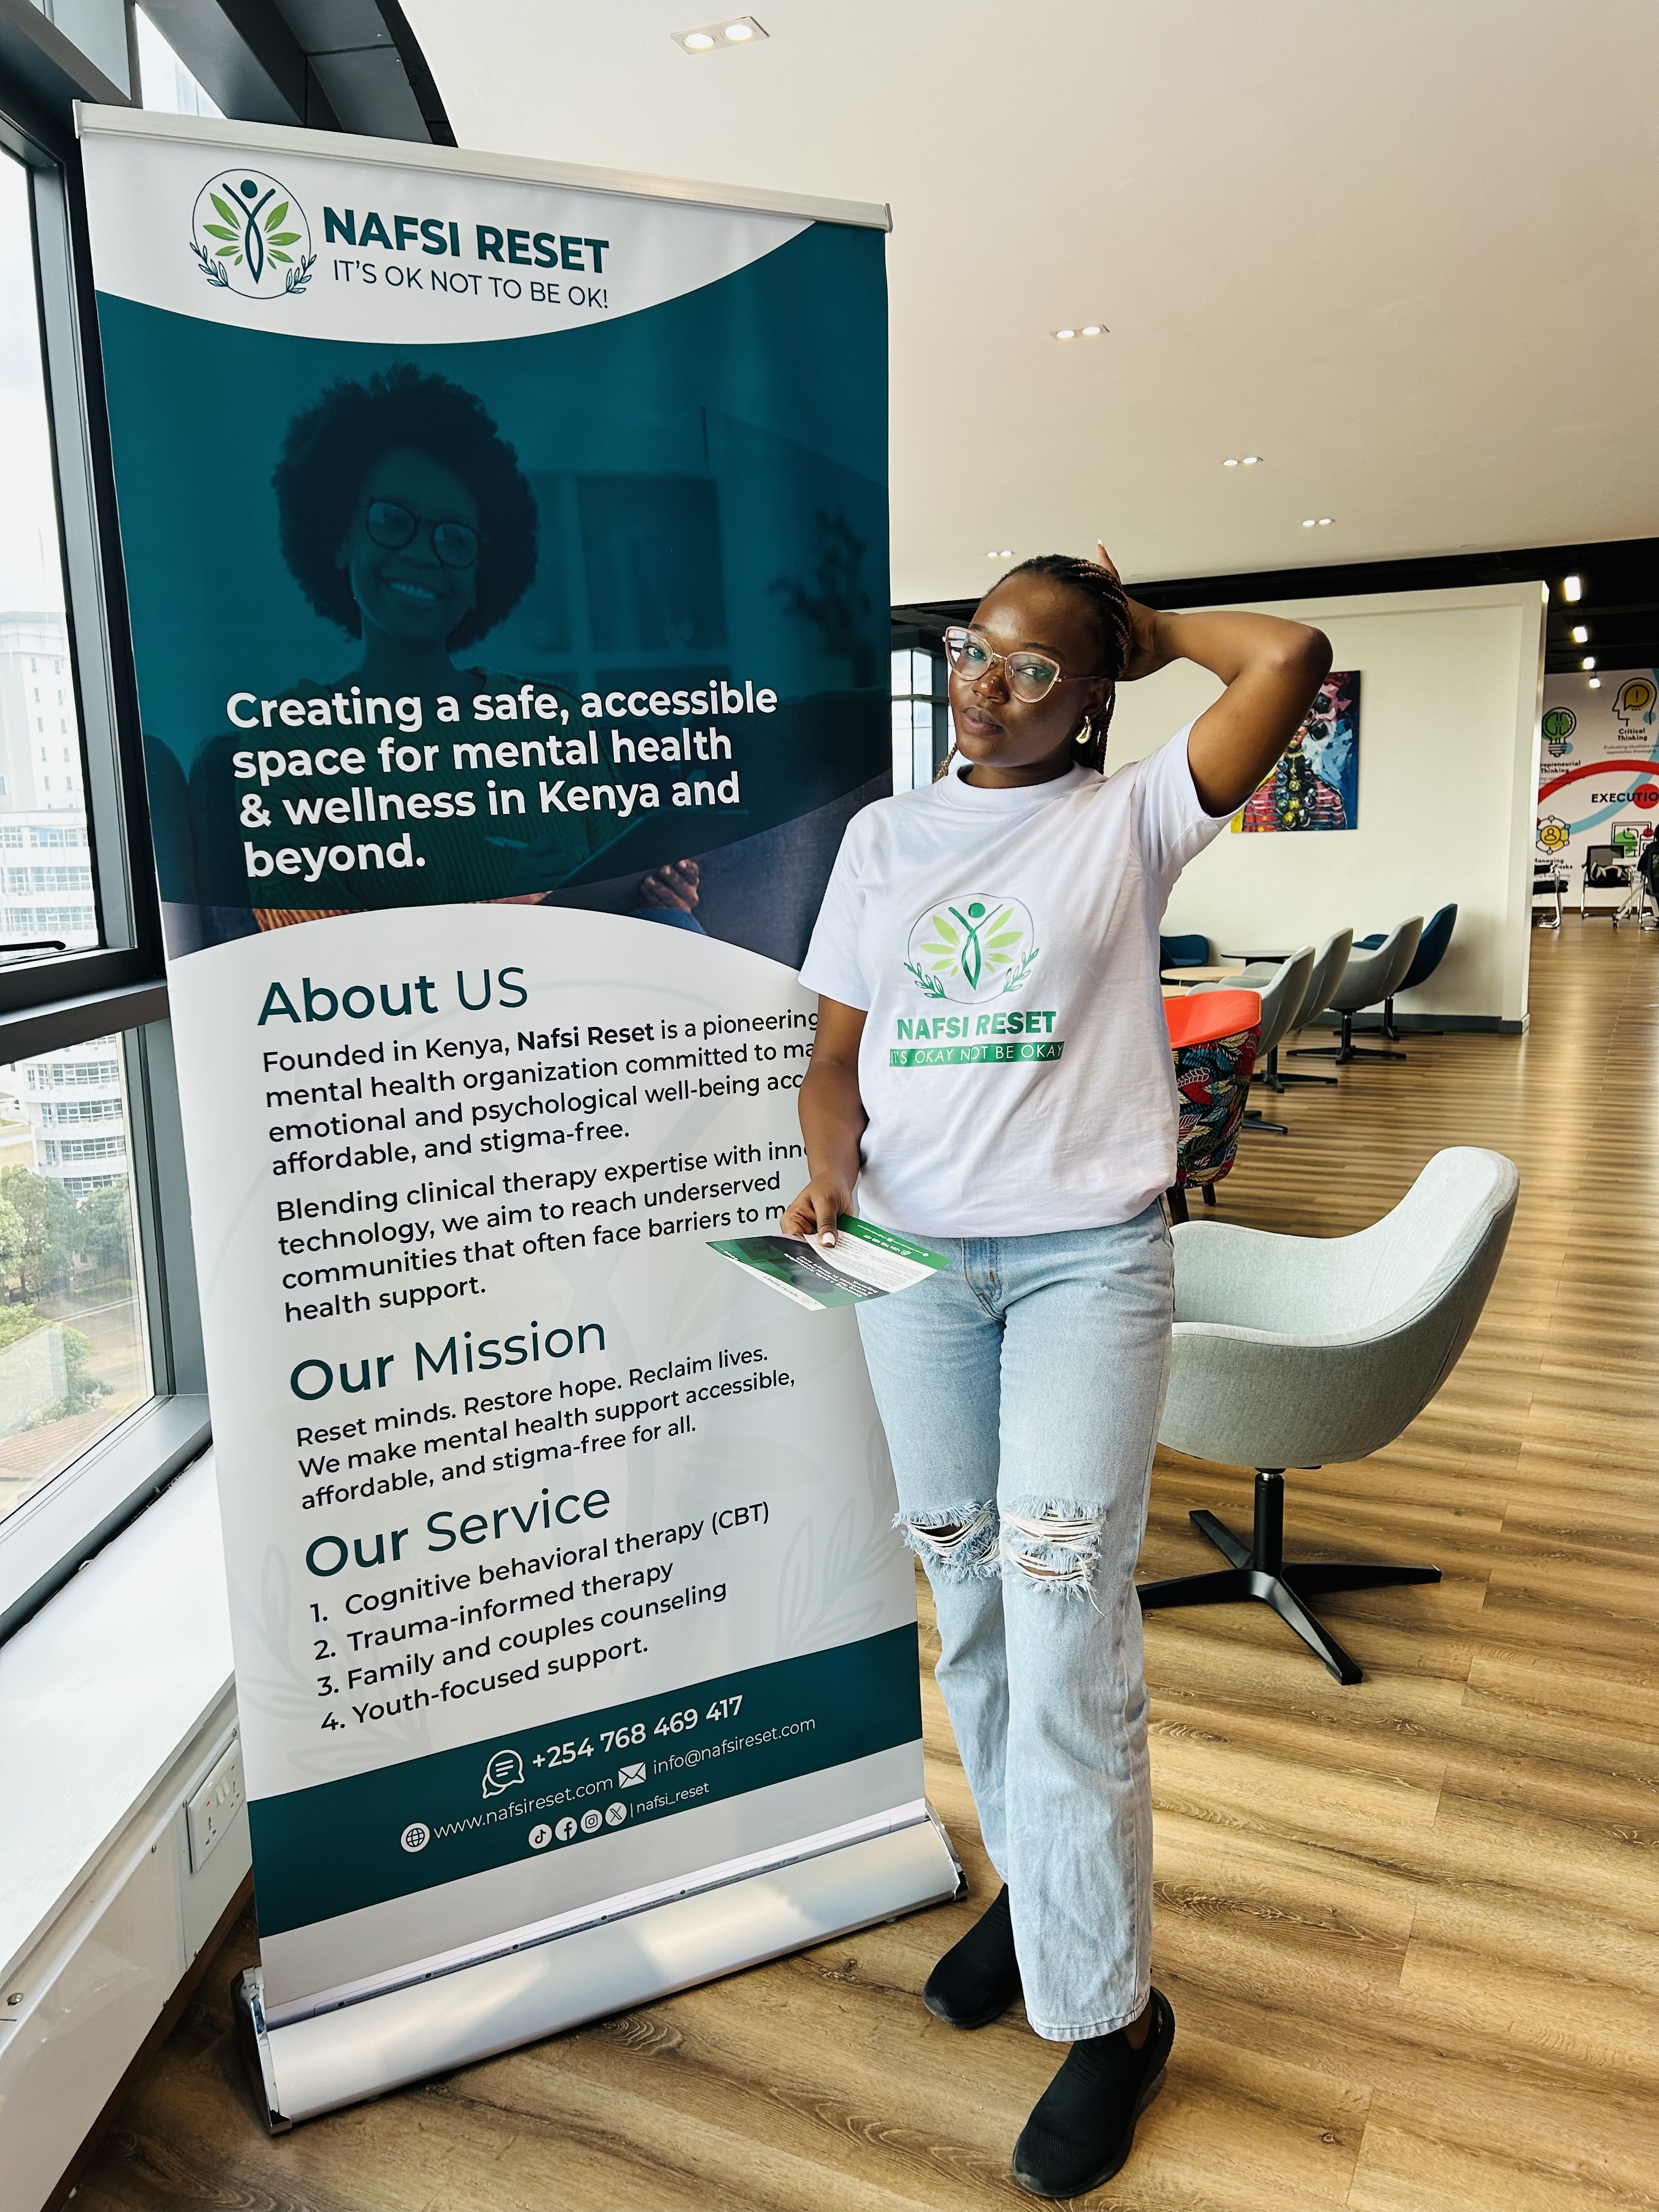 NAFSI RESET
IT'S OK NOT TO BE OK!
Creating a safe, accessible
space for mental health
& wellness in Kenya and
beyond.
About US
Founded in Kenya, Nafsi Reset is a pioneering
mental health organization committed to ma
emotional and psychological well-being acc
affordable, and stigma-free.
Blending clinical therapy expertise with inn
technology, we aim to reach underserved
communities that often face barriers to m
health support.
Our Mission
Reset minds. Restore hope. Reclaim lives.
We make mental health support accessible,
affordable, and stigma-free for all.
Our Service
1. Cognitive behavioral therapy (CBT)
2. Trauma-informed therapy
3. Family and couples counseling
4. Youth-focused support.
+254 768 469 417
www.nafsireset.com info@nafsireset.com
| nafsi_reset
NAFSI RESET
IT'S OKAY NOT BE OKAY
Critical
Thinking
Thinking
EXECUTIO